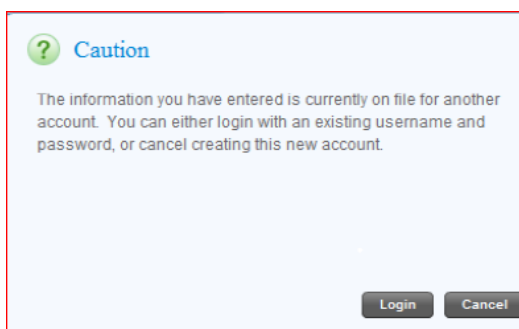 ? Caution
The information you have entered is currently on file for another
account. You can either login with an existing username and
password, or cancel creating this new account.
Login Cancel